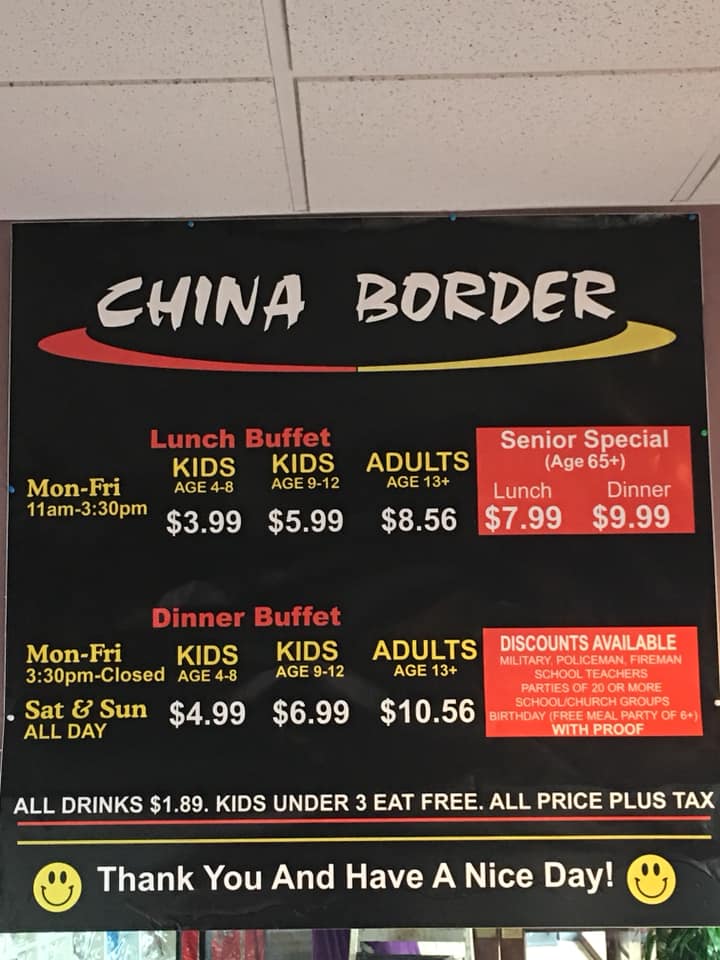 CHINA BORDER
Lunch Buffet
Mon-Fri
11am-3:30pm
KIDS
AGE 4-8
$3.99
KIDS
AGE 9-12
$5.99
ADULTS
AGE 13+
$8.56
Senior Special
(Age 65+)
Lunch Dinner
$7.99 $9.99
Dinner Buffet
Mon-Fri
3:30pm-Closed
Sat & Sun
ALL DAY
KIDS
AGE 4-8
$4.99
KIDS
AGE 9-12
$6.99
ADULTS
AGE 13+
$10.56
DISCOUNTS AVAILABLE
MILITARY, POLICEMAN, FIREMAN
SCHOOL TEACHERS
PARTIES OF 20 OR MORE
SCHOOL/CHURCH GROUPS
BIRTHDAY (FREE MEAL PARTY OF 6+)
WITH PROOF
ALL DRINKS $1.89. KIDS UNDER 3 EAT FREE. ALL PRICE PLUS TAX
Thank You And Have A Nice Day!